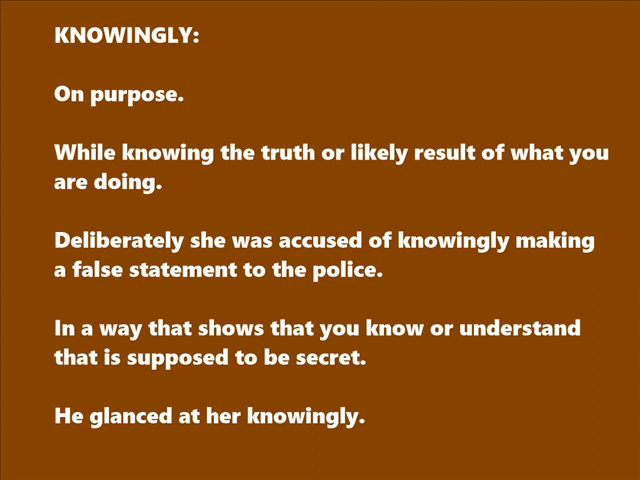 KNOWINGLY:
On purpose.
While knowing the truth or likely result of what you
are doing.
Deliberately she was accused of knowingly making
a false statement to the police.
In a way that shows that you know or understand
that is supposed to be secret.
He glanced at her knowingly.